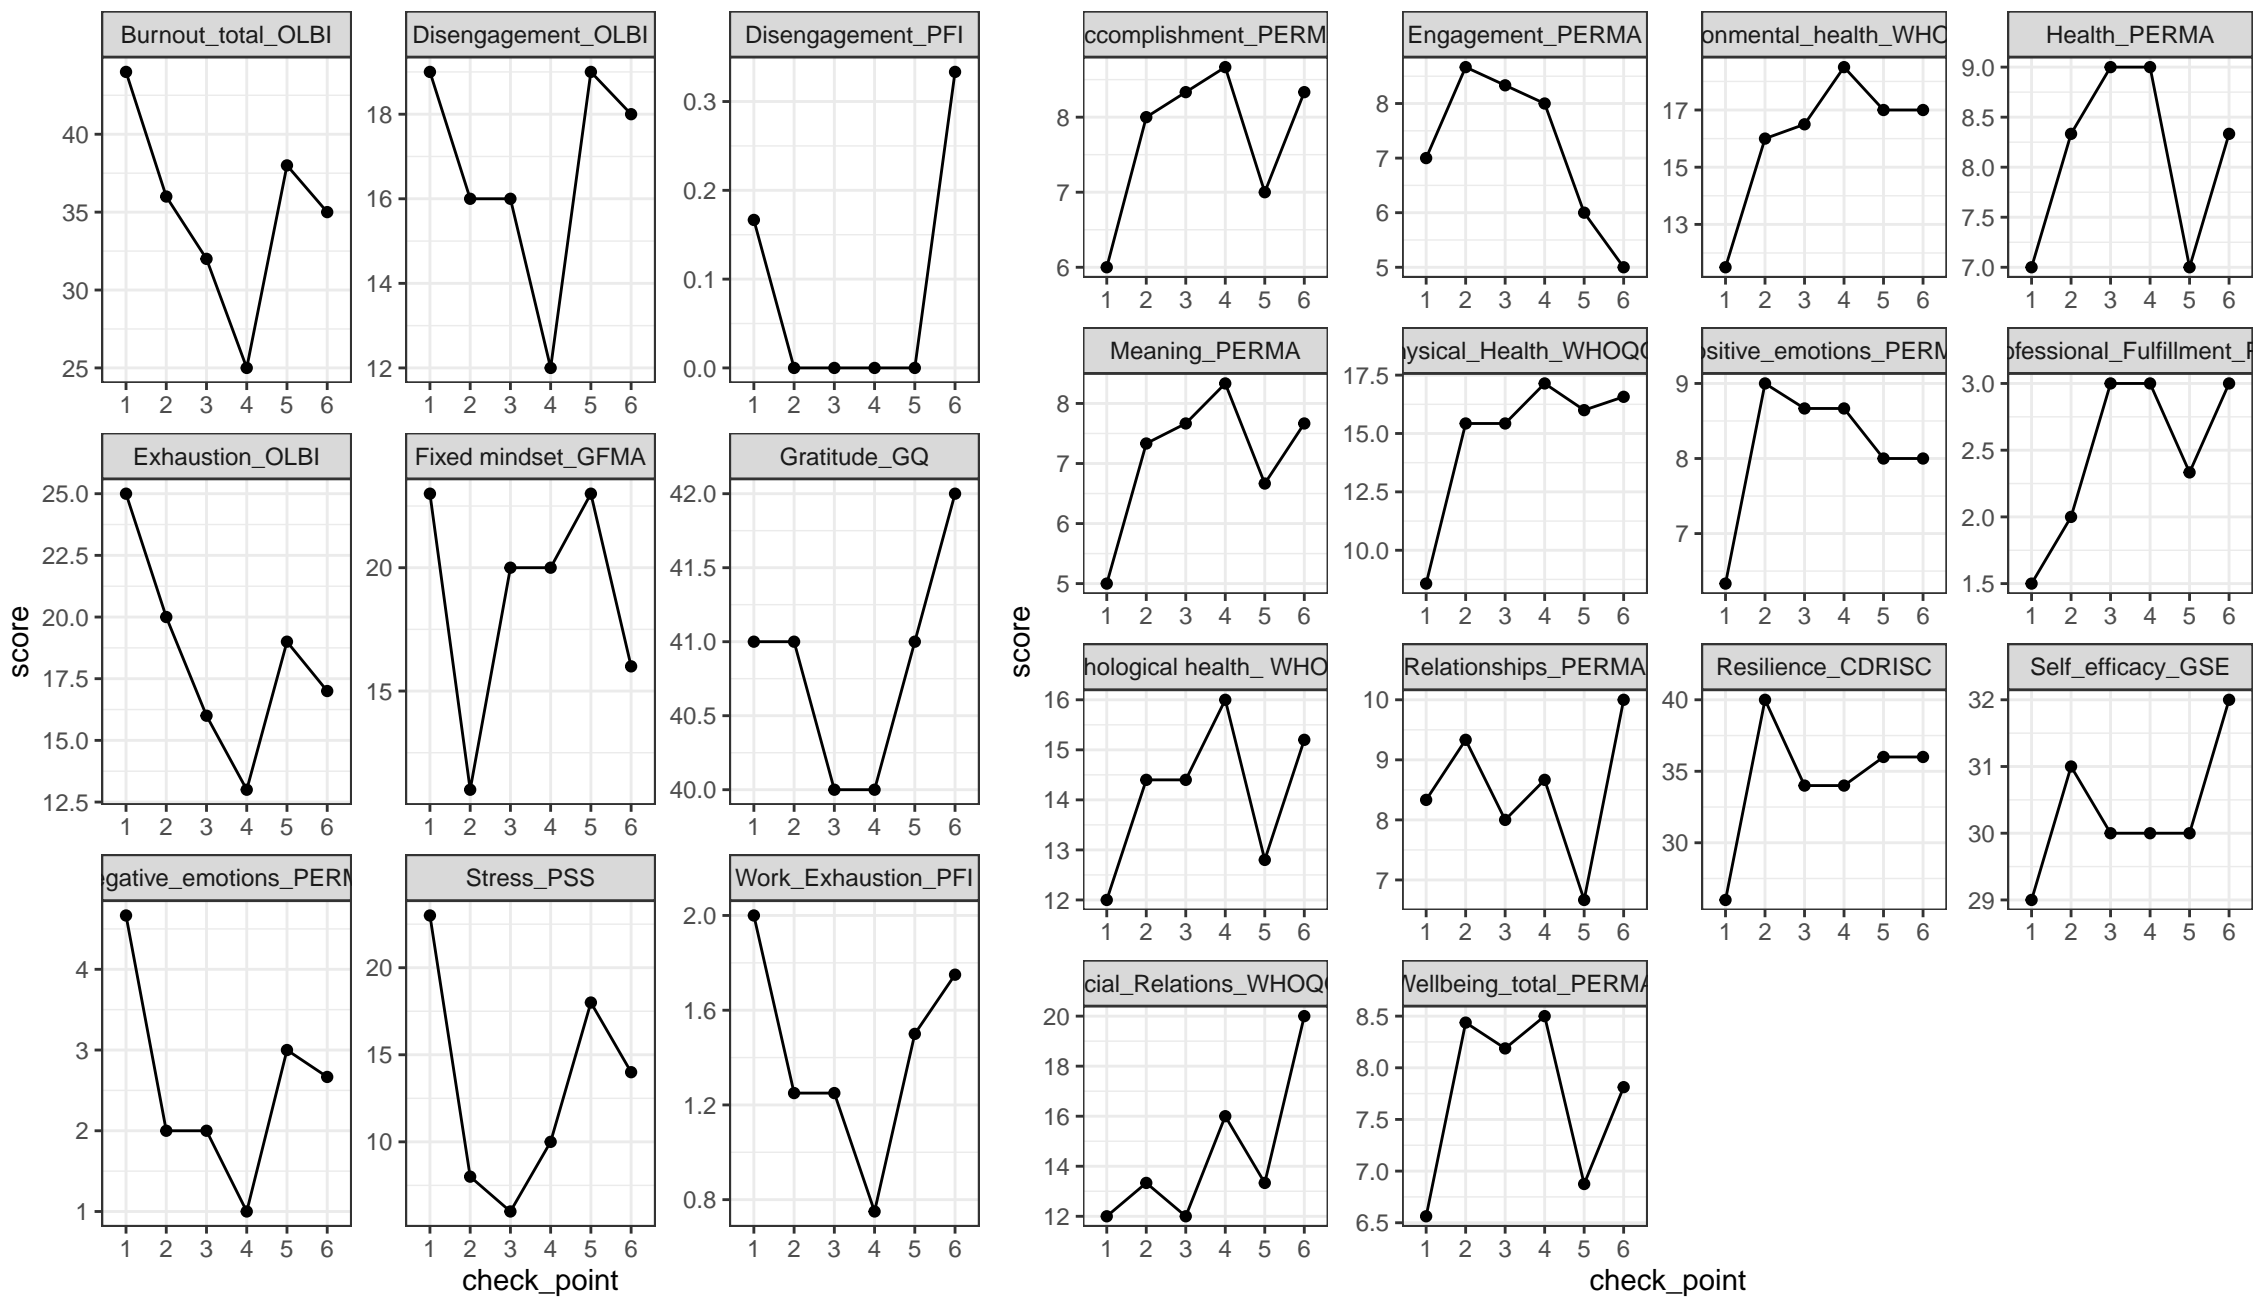 Burnout_total_OLBI
Disengagement_OLBI
Disengagement_PFI
40
35
30
25
1 2 3 4 5 6
18
16
14
12
1 2 3 4 5 6
0.3
0.2
0.1
0.0
1 2 3 4 5 6
Exhaustion_OLBI
Fixed mindset_GFMA
Gratitude_GQ
25.0
22.5
20.0
17.5
15.0
12.5
1 2 3 4 5 6
20
15
1 2 3 4 5 6
42.0
41.5
41.0
40.5
40.0
1 2 3 4 5 6
egative_emotions_PERM
Stress_PSS
Work_Exhaustion_PFI
4
3
2
1
1 2 3 4 5 6
20
15
10
1 2 3 4 5 6
2.0
1.6
1.2
0.8
1 2 3 4 5 6
score
check_point
ccomplishment_PERM
Engagement_PERMA
onmental_health_WHO
Health_PERMA
8
7
6
1 2 3 4 5 6
8
7
6
5
1 2 3 4 5 6
17
15
13
1 2 3 4 5 6
9.0
8.5
8.0
7.5
7.0
1 2 3 4 5 6
Meaning_PERMA
ysical_Health_WHOQO
ositive_emotions_PERM
ofessional_Fulfillment_P
8
7
6
5
1 2 3 4 5 6
17.5
15.0
12.5
10.0
1 2 3 4 5 6
9
8
7
1 2 3 4 5 6
3.0
2.5
2.0
1.5
1 2 3 4 5 6
hological health_ WHO
Relationships_PERMA
Resilience_CDRISC
Self_efficacy_GSE
16
15
14
13
12
1 2 3 4 5 6
10
9
8
7
1 2 3 4 5 6
40
35
30
1 2 3 4 5 6
32
31
30
29
1 2 3 4 5 6
cial_Relations_WHOQO
Wellbeing_total_PERMA
20
18
16
14
12
1 2 3 4 5 6
8.5
8.0
7.5
7.0
6.5
1 2 3 4 5 6
score
check_point